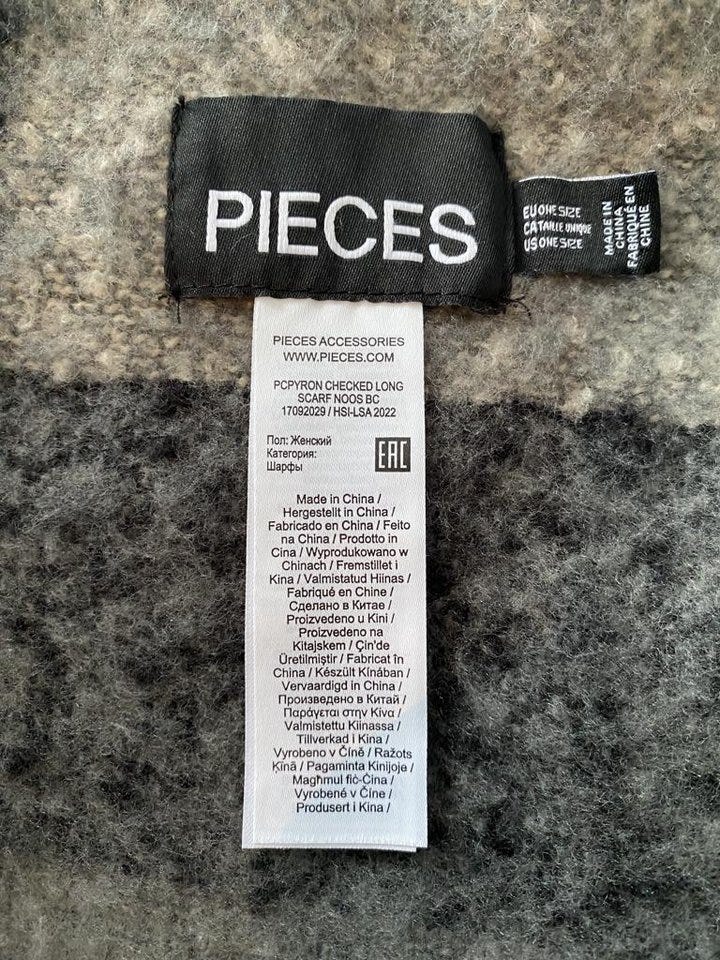 PIECES
EU ONE SIZE
CA TAILLE UNIQUE
US ONE SIZE
MADE IN
CHINA
FABRIQUÉ EN
CHINE
PIECES ACCESSORIES
WWW.PIECES.COM
PCPYRON CHECKED LONG
SCARF NOOS BC
17092029 / HSI-LSA 2022
Пол: Женский
Категория:
Шарфы
EAC
Made in China /
Hergestellt in China /
Fabricado en China / Feito
na China / Prodotto in
Cina / Wyprodukowano w
Chinach / Fremstillet i
Kina / Valmistatud Hiinas /
Fabriqué en Chine /
Сделано в Китае /
Proizvedeno u Kini /
Proizvedeno na
Kitajskem / Çin'de
Üretilmiştir / Fabricat în
China / Készült Kínában /
Vervaardigd in China /
Произведено в Китай /
Παράγεται στην Κίνα /
Valmistettu Kiinassa /
Tillverkad i Kina /
Vyrobeno v Číně / Ražots
Ķīnā / Pagaminta Kinijoje /
Magħmul fiċ-Ċina /
Vyrobené v Číne /
Produsert i Kina /